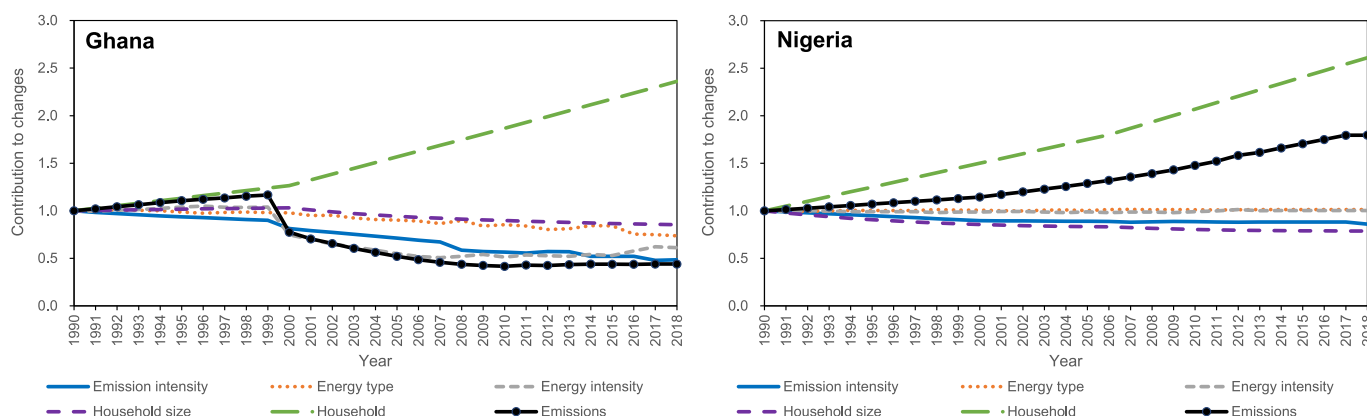 Ghana
Contribution to changes
3.0
2.5
2.0
1.5
1.0
0.5
0.0
1990 1991 1992 1993 1994 1995 1996 1997 1998 1999 2000 2001 2002 2003 2004 2005 2006 2007 2008 2009 2010 2011 2012 2013 2014 2015 2016 2017 2018
Year
Emission intensity Energy type Energy intensity
Household size Household Emissions
Nigeria
Contribution to changes
3.0
2.5
2.0
1.5
1.0
0.5
0.0
1990 1991 1992 1993 1994 1995 1996 1997 1998 1999 2000 2001 2002 2003 2004 2005 2006 2007 2008 2009 2010 2011 2012 2013 2014 2015 2016 2017 2018
Year
Emission intensity Energy type Energy intensity
Household size Household Emissions